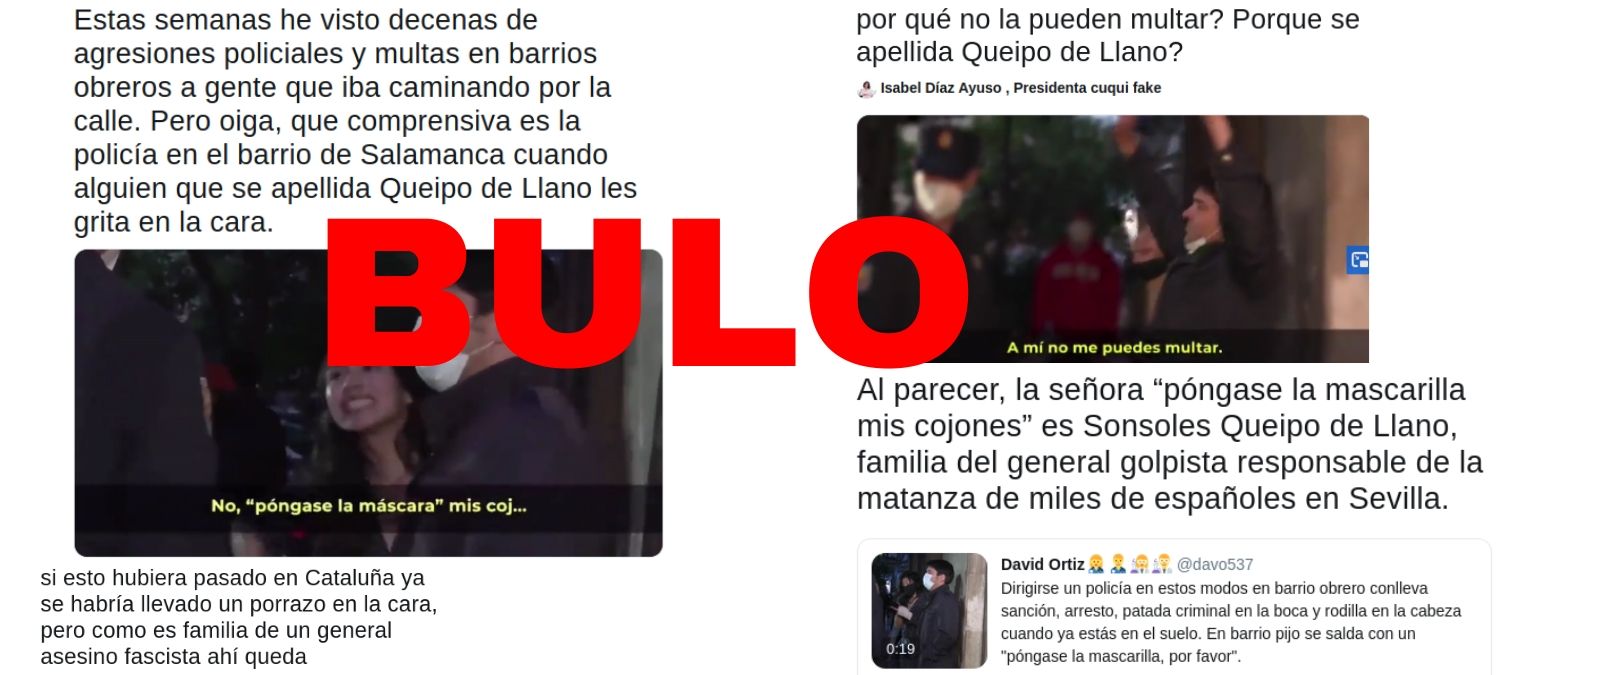 Estas semanas he visto decenas de
agresiones policiales y multas en barrios
obreros a gente que iba caminando por la
calle. Pero oiga, que comprensiva es la
policía en el barrio de Salamanca cuando
alguien que se apellida Queipo de Llano les
grita en la cara.
No, “póngase la máscara” mis coj...
si esto hubiera pasado en Cataluña ya
se habría llevado un porrazo en la cara,
pero como es familia de un general
asesino fascista ahí queda
BULO
por qué no la pueden multar? Porque se
apellida Queipo de Llano?
Isabel Díaz Ayuso , Presidenta cuqui fake
A mí no me puedes multar.
Al parecer, la señora “póngase la mascarilla
mis cojones” es Sonsoles Queipo de Llano,
familia del general golpista responsable de la
matanza de miles de españoles en Sevilla.
David Ortiz @davo537
Dirigirse un policía en estos modos en barrio obrero conlleva
sanción, arresto, patada criminal en la boca y rodilla en la cabeza
cuando ya estás en el suelo. En barrio pijo se salda con un
"póngase la mascarilla, por favor".
0:19